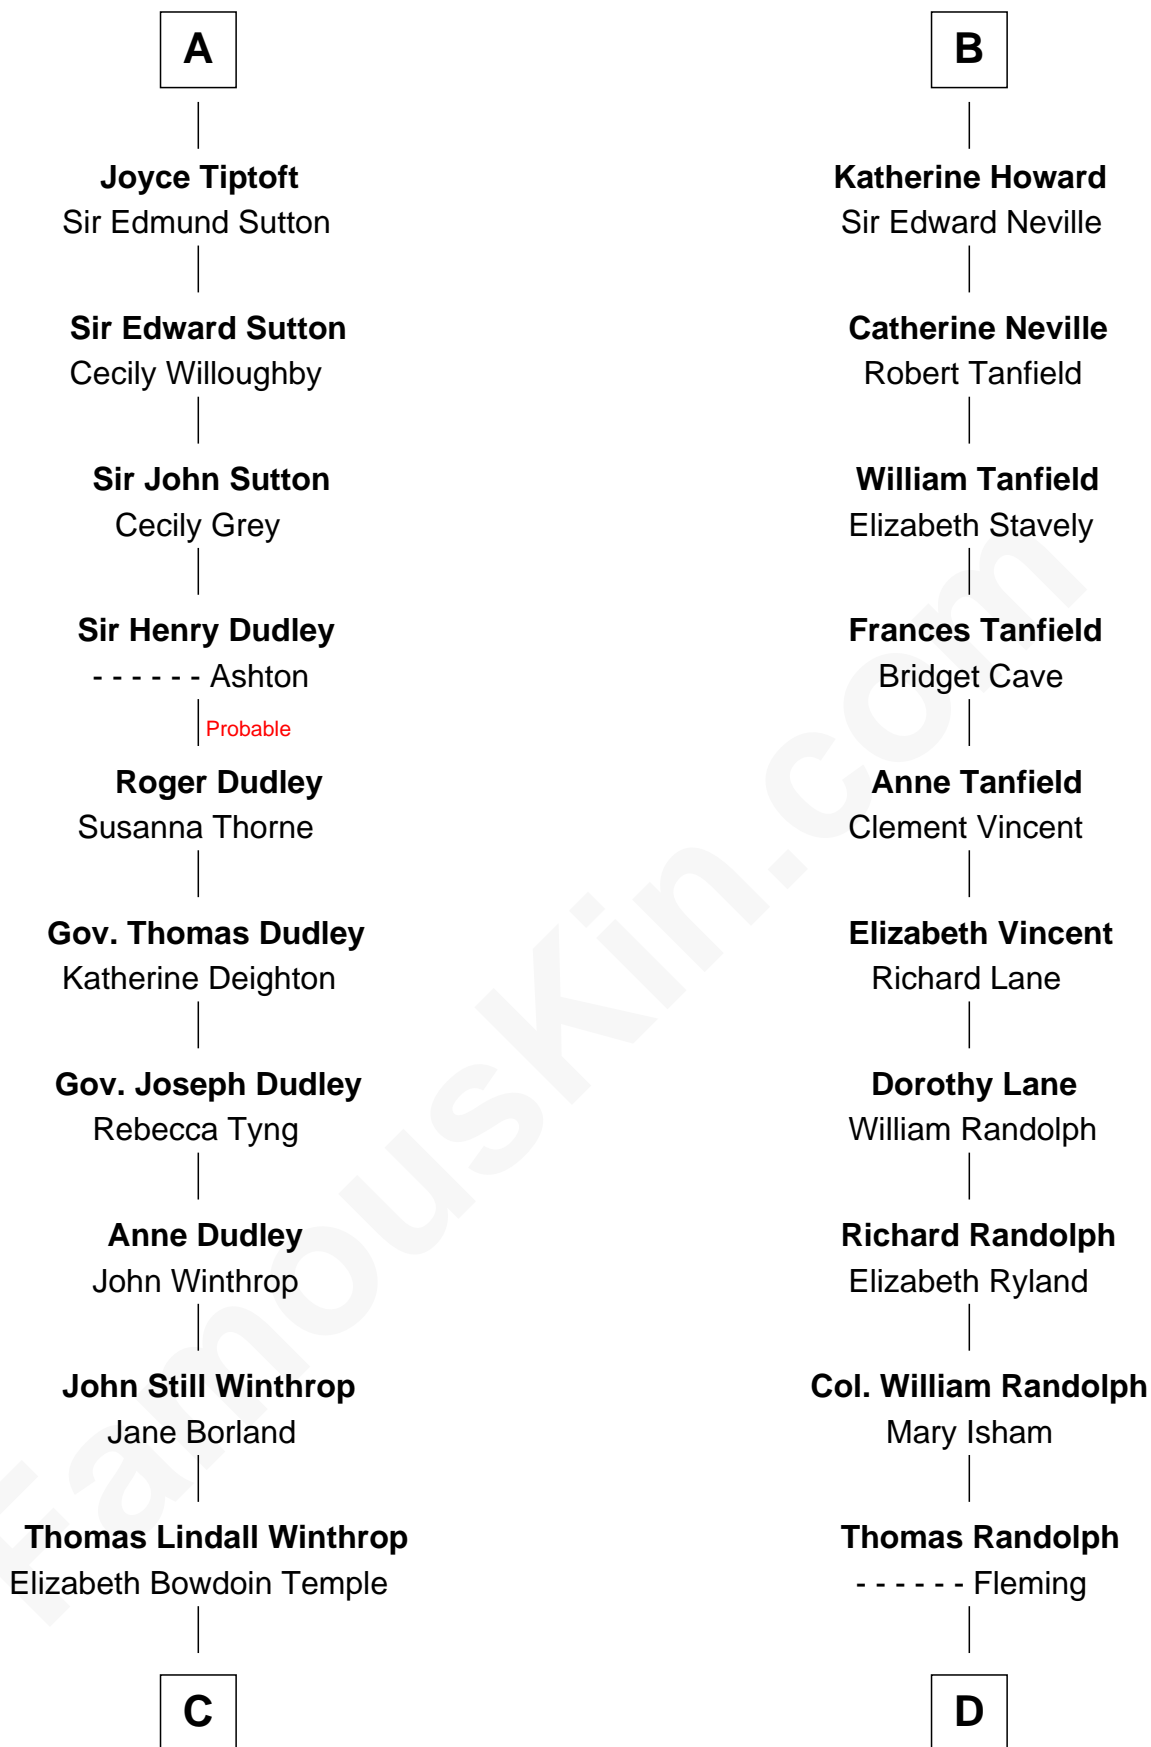 A
Joyce Tiptoft
Sir Edmund Sutton
Sir Edward Sutton
Cecily Willoughby
Sir John Sutton
Cecily Grey
Sir Henry Dudley
- - - - - - Ashton
Probable
Roger Dudley
Susanna Thorne
Gov. Thomas Dudley
Katherine Deighton
Gov. Joseph Dudley
Rebecca Tyng
Anne Dudley
John Winthrop
John Still Winthrop
Jane Borland
Thomas Lindall Winthrop
Elizabeth Bowdoin Temple
C
B
Katherine Howard
Sir Edward Neville
Catherine Neville
Robert Tanfield
William Tanfield
Elizabeth Stavely
Frances Tanfield
Bridget Cave
Anne Tanfield
Clement Vincent
Elizabeth Vincent
Richard Lane
Dorothy Lane
William Randolph
Richard Randolph
Elizabeth Ryland
Col. William Randolph
Mary Isham
Thomas Randolph
- - - - - - Fleming
D
FamousKin.com